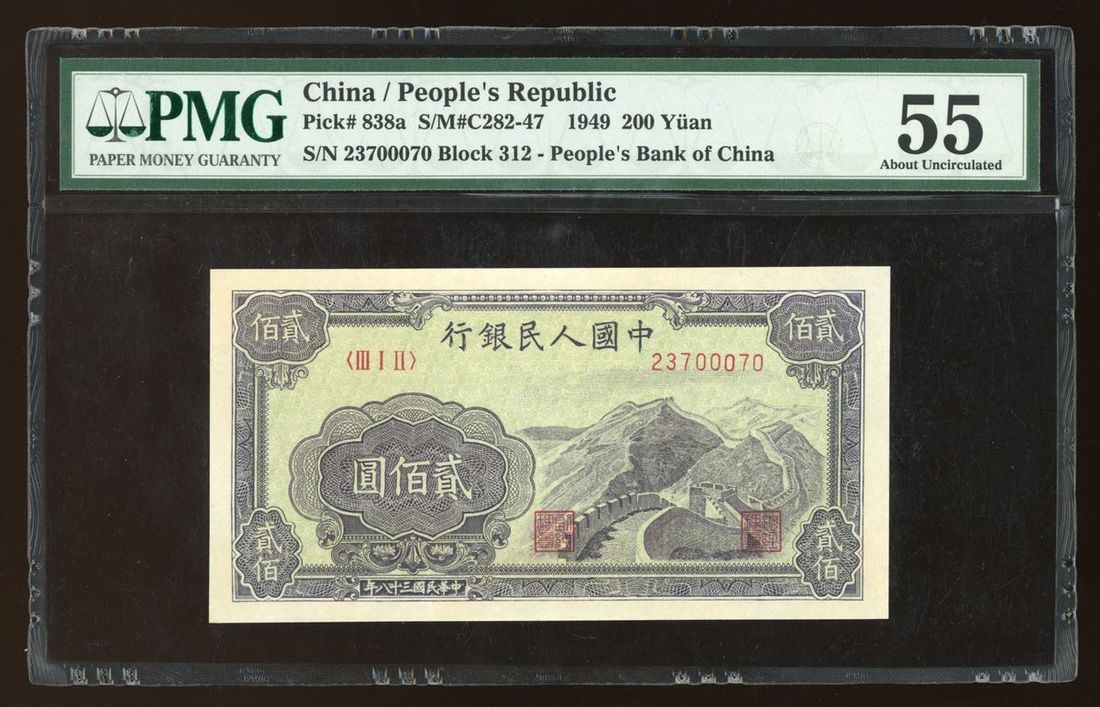 PMG
PAPER MONEY GUARANTY
China / People's Republic
Pick# 838a S/M#C282-47 1949 200 Yüan
S/N 23700070 Block 312 - People's Bank of China
55
About Uncirculated
佰貳
佰貳
行銀民人國中
〈III I II〉
23700070
圓佰貳
貳佰
貳佰
年八十三國民華中
PMG